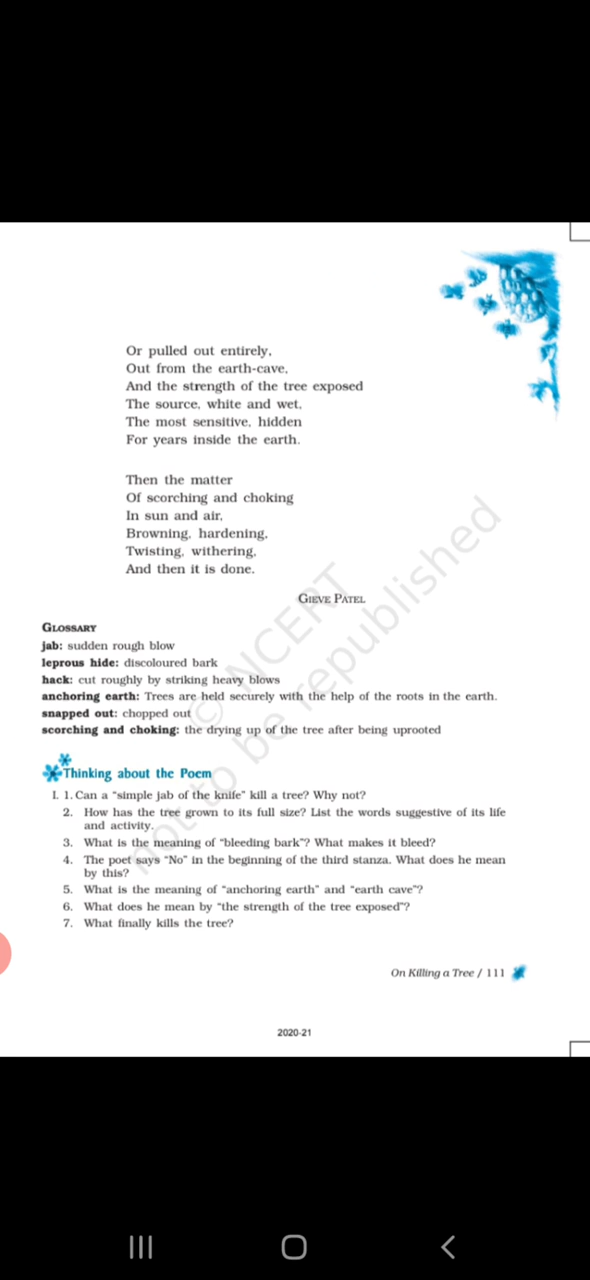 Or pulled out entirely,
Out from the earth-cave,
And the strength of the tree exposed
The source, white and wet,
The most sensitive, hidden
For years inside the earth.
Then the matter
Of scorching and choking
In sun and air,
Browning, hardening,
Twisting, withering,
And then it is done.
GIEVE PATEL
GLOSSARY
jab: sudden rough blow
leprous hide: discoloured bark
hack: cut roughly by striking heavy blows
anchoring earth: Trees are held securely with the help of the roots in the earth.
snapped out: chopped out
scorching and choking: the drying up of the tree after being uprooted
Thinking about the Poem
I. 1. Can a "simple jab of the knife" kill a tree? Why not?
2. How has the tree grown to its full size? List the words suggestive of its life
and activity.
3. What is the meaning of "bleeding bark"? What makes it bleed?
4. The poet says "No" in the beginning of the third stanza. What does he mean
by this?
5. What is the meaning of "anchoring earth" and "earth cave"?
6. What does he mean by "the strength of the tree exposed"?
7. What finally kills the tree?
On Killing a Tree / 111
2020-21
© NCERT
not to be republished